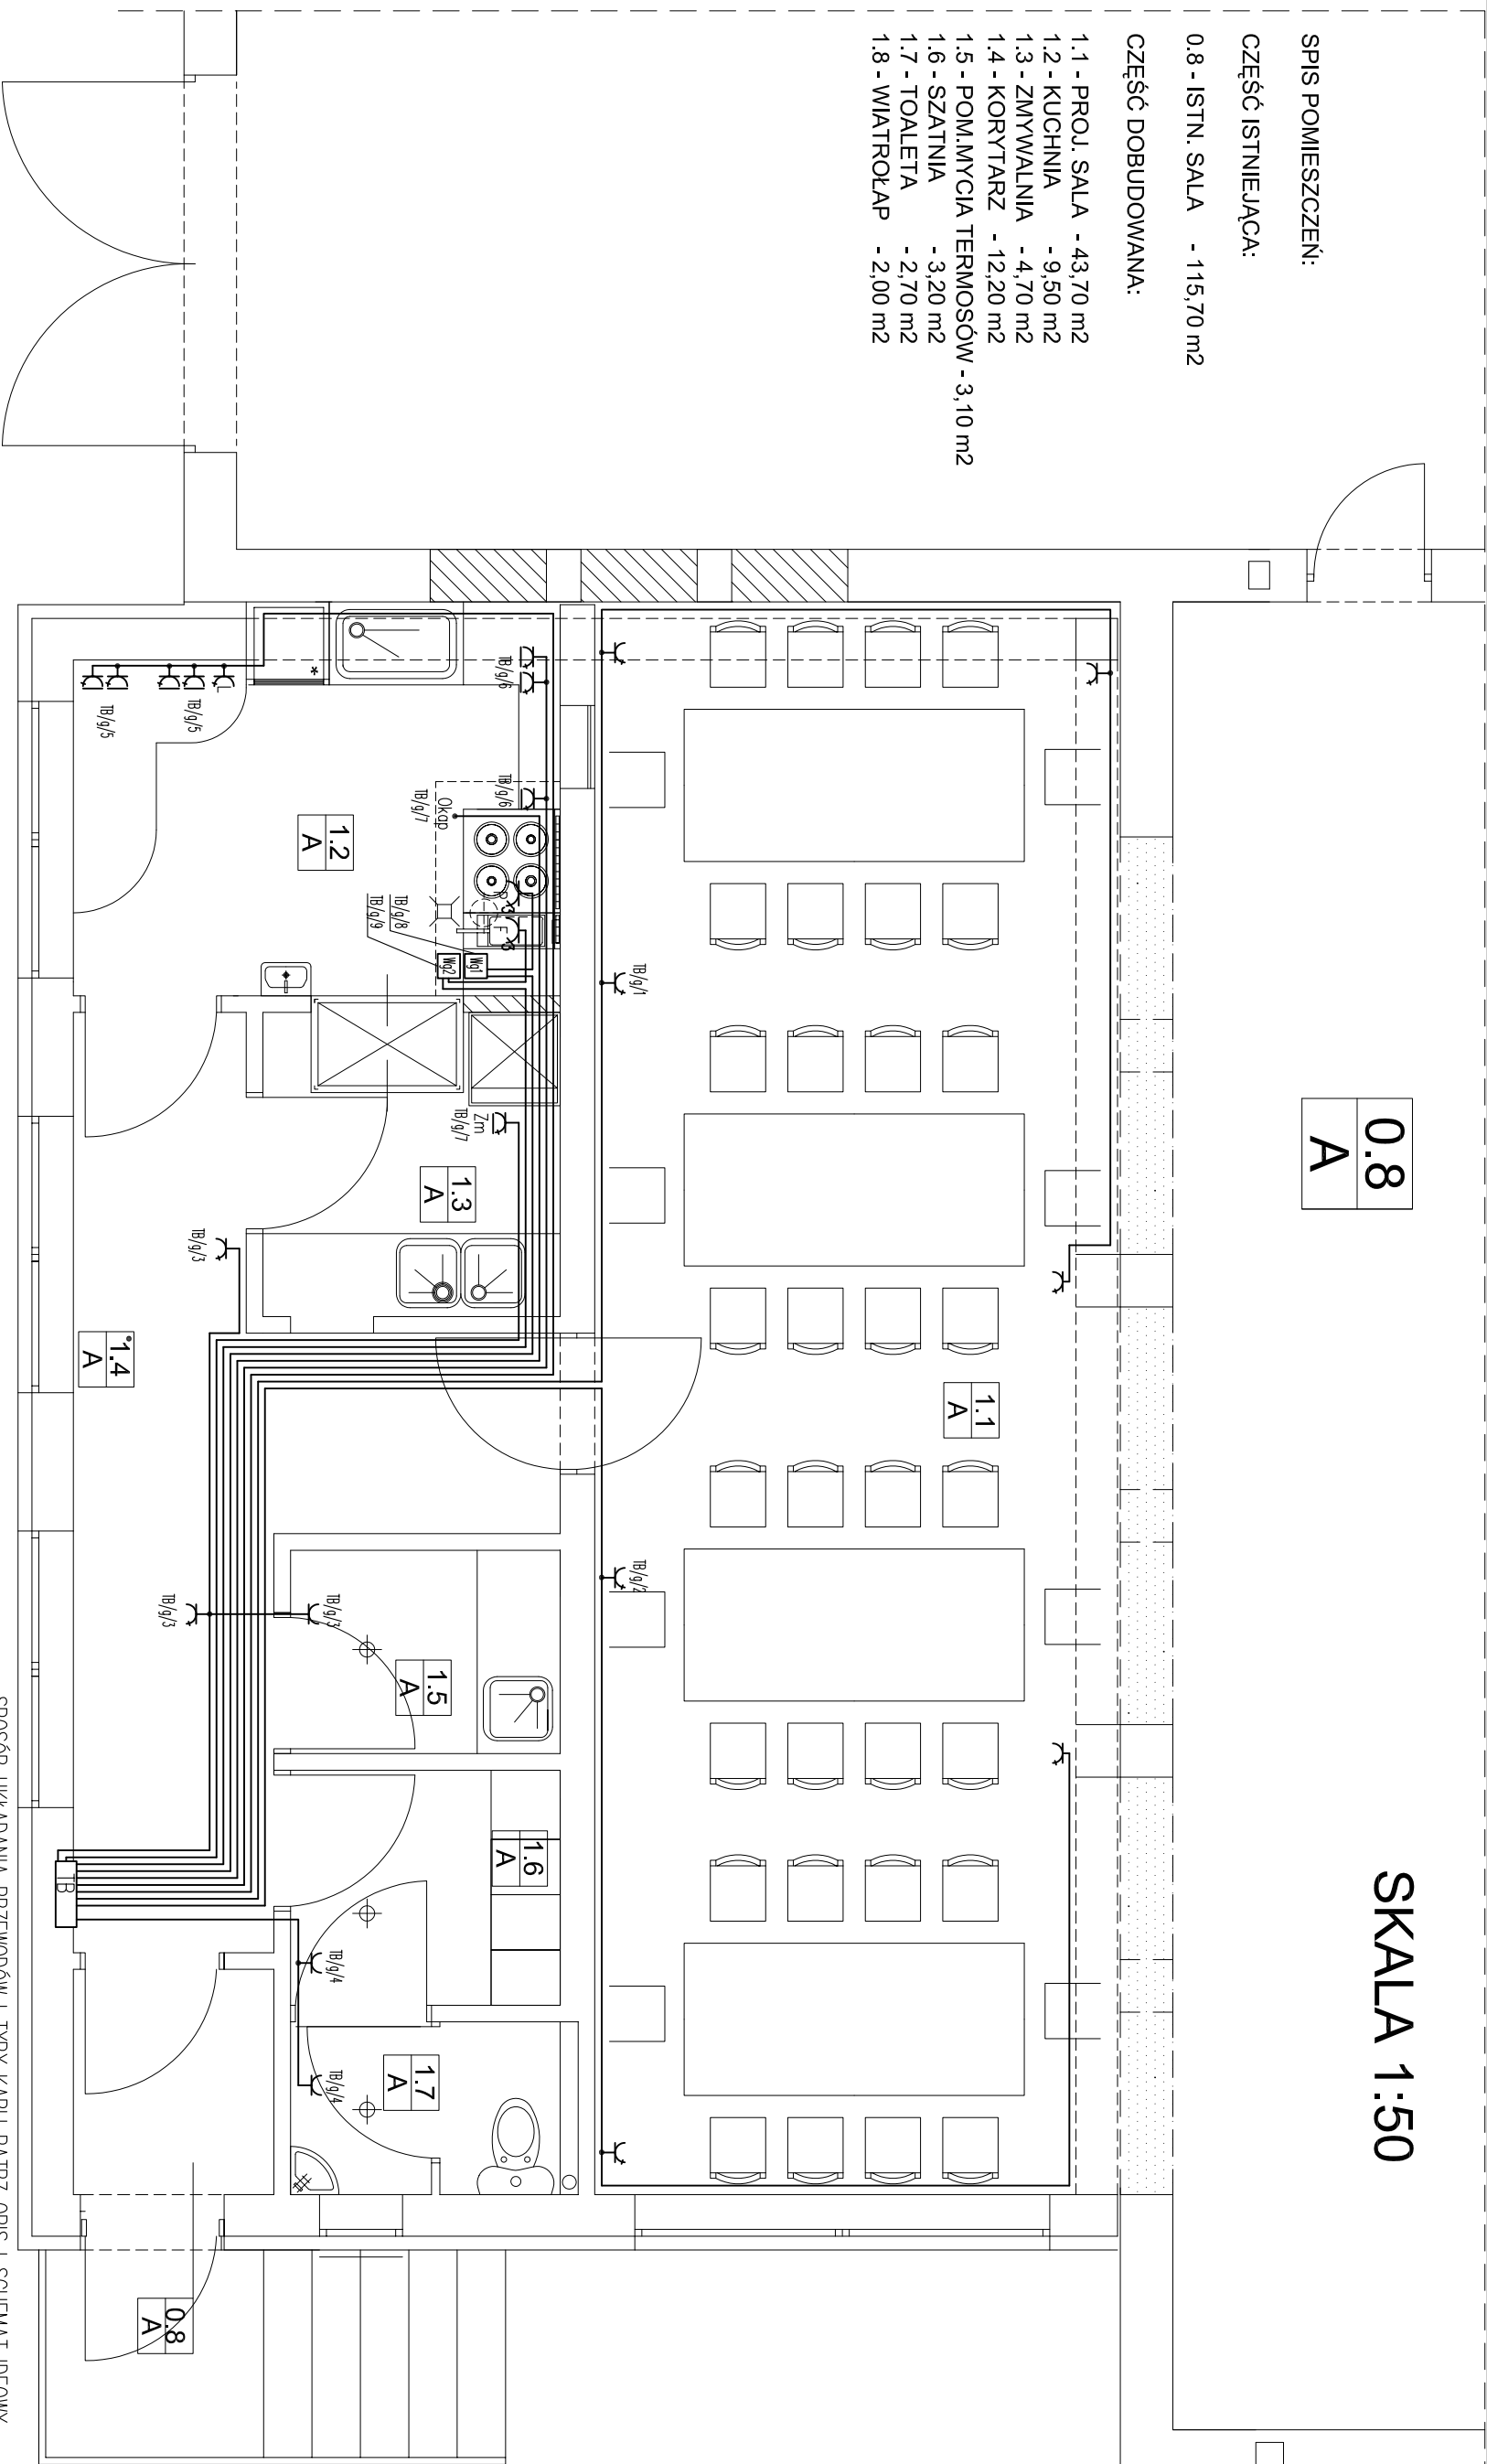 SPIS POMIESZCZEŃ:
CZĘŚĆ ISTNIEJĄCA:
0.8 - ISTN. SALA - 115,70 m2
CZĘŚĆ DOBUDOWANA:
1.1 - PROJ. SALA - 43,70 m2
1.2 - KUCHNIA - 9,50 m2
1.3 - ZMYWALNIA - 4,70 m2
1.4 - KORYTARZ - 12,20 m2
1.5 - POM.MYCIA TERMOSÓW - 3,10 m2
1.6 - SZATNIA - 3,20 m2
1.7 - TOALETA - 2,70 m2
1.8 - WIATROŁAP - 2,00 m2
SKALA 1:50
0.8
A
1.1
A
TB/g/1
TB/g/2
TB/g/6
TB/g/6
Okap
TB/g/7
TB/g/8
TB/g/9
Wg1
Wg2
L
TB/g/5
TB/g/5
1.2
A
Zm
TB/g/7
1.3
A
TB/g/3
1.4
A
TB/g/3
TB/g/3
1.5
A
1.6
A
TB/g/4
TB/g/4
1.7
A
TB
0.8
A